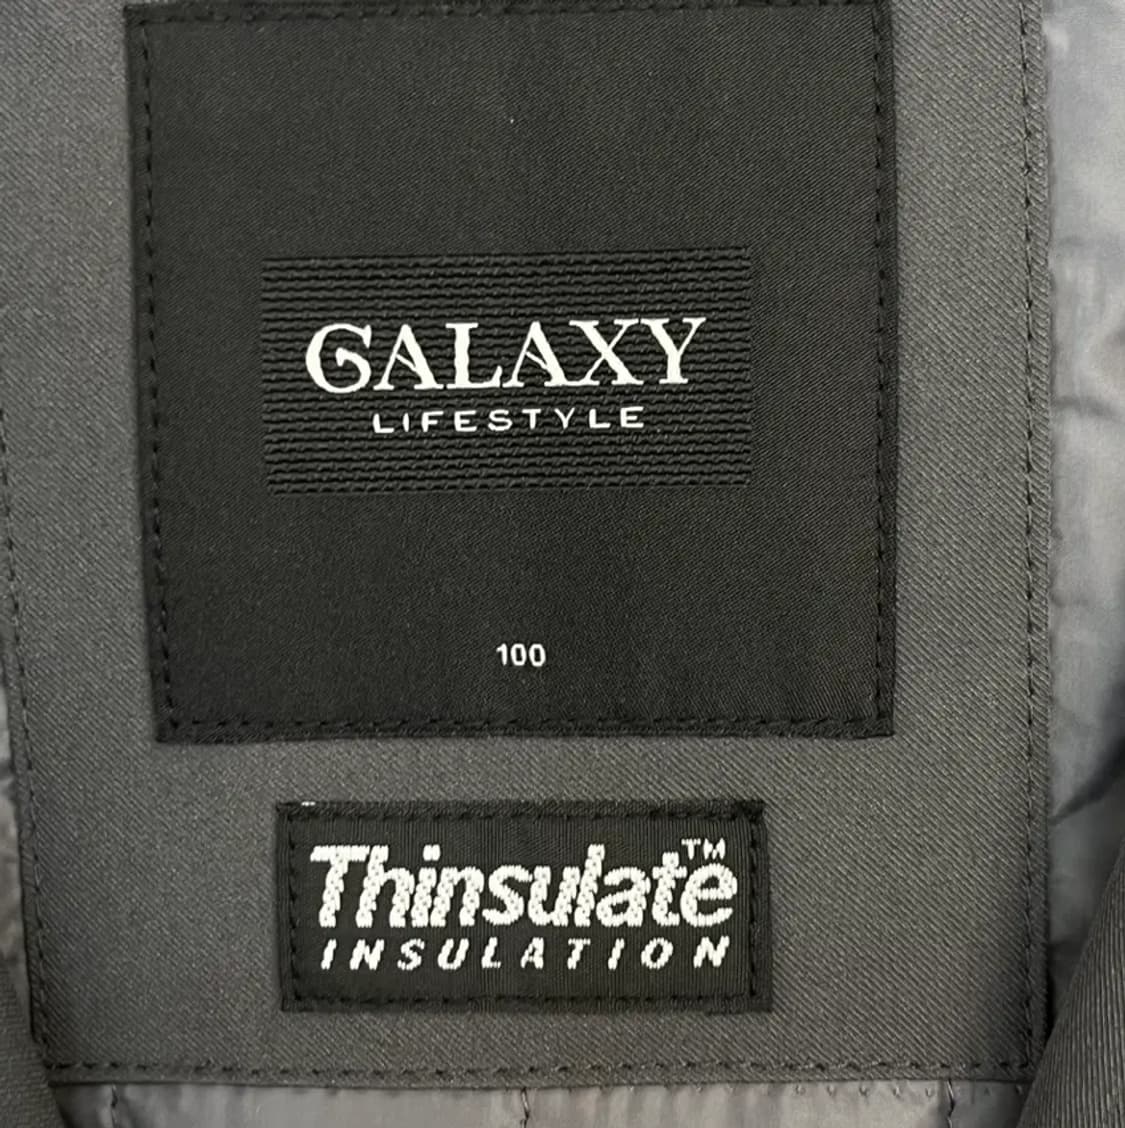 GALAXY
LIFESTYLE
100
Thinsulate™
INSULATION